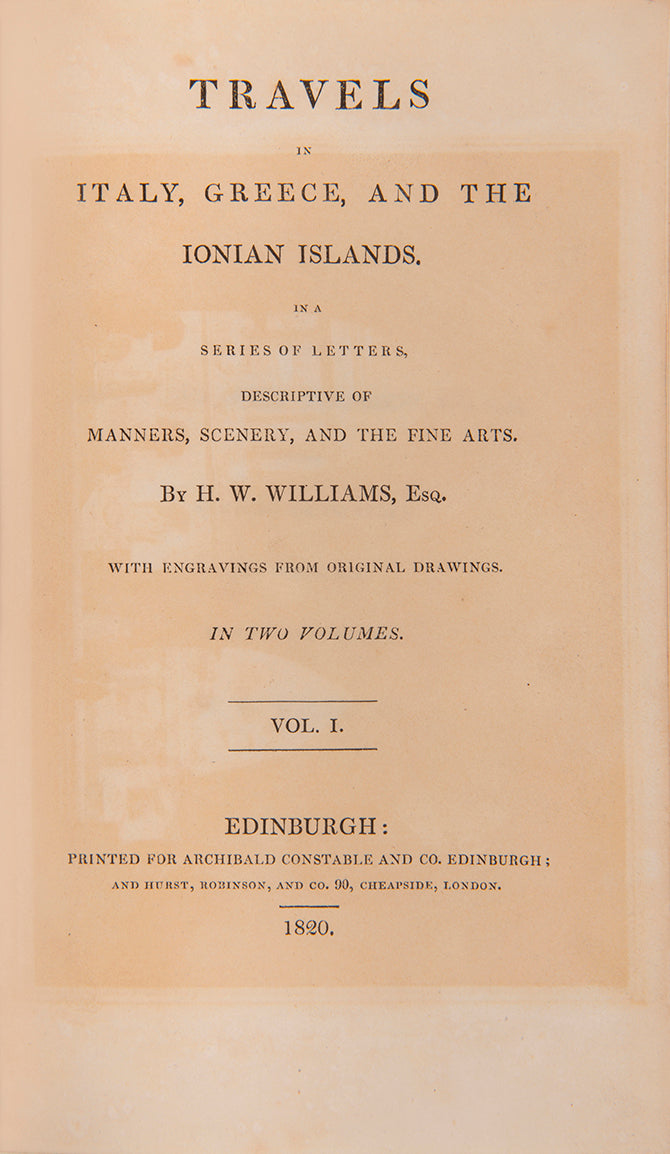 TRAVELS
IN
ITALY, GREECE, AND THE
IONIAN ISLANDS.
IN A
SERIES OF LETTERS,
DESCRIPTIVE OF
MANNERS, SCENERY, AND THE FINE ARTS.
By H. W. WILLIAMS, Esq.
WITH ENGRAVINGS FROM ORIGINAL DRAWINGS.
IN TWO VOLUMES.
VOL. I.
EDINBURGH:
PRINTED FOR ARCHIBALD CONSTABLE AND CO. EDINBURGH;
AND HURST, ROBINSON, AND CO. 90, CHEAPSIDE, LONDON.
1820.